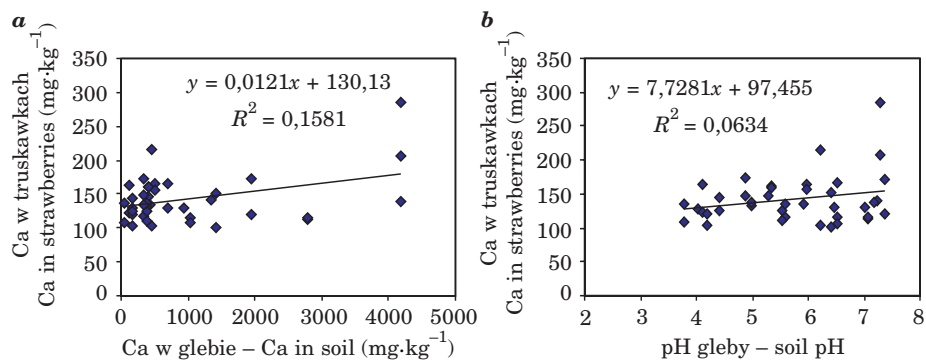 a
Ca w truskawkach
Ca in strawberries (mg·kg⁻¹)
350
300
250
200
150
100
50
0
y = 0,0121x + 130,13
R² = 0,1581
0 1000 2000 3000 4000 5000
Ca w glebie – Ca in soil (mg·kg⁻¹)
b
Ca w truskawkach
Ca in strawberries (mg·kg⁻¹)
350
300
250
200
150
100
50
0
y = 7,7281x + 97,455
R² = 0,0634
2 3 4 5 6 7 8
pH gleby – soil pH